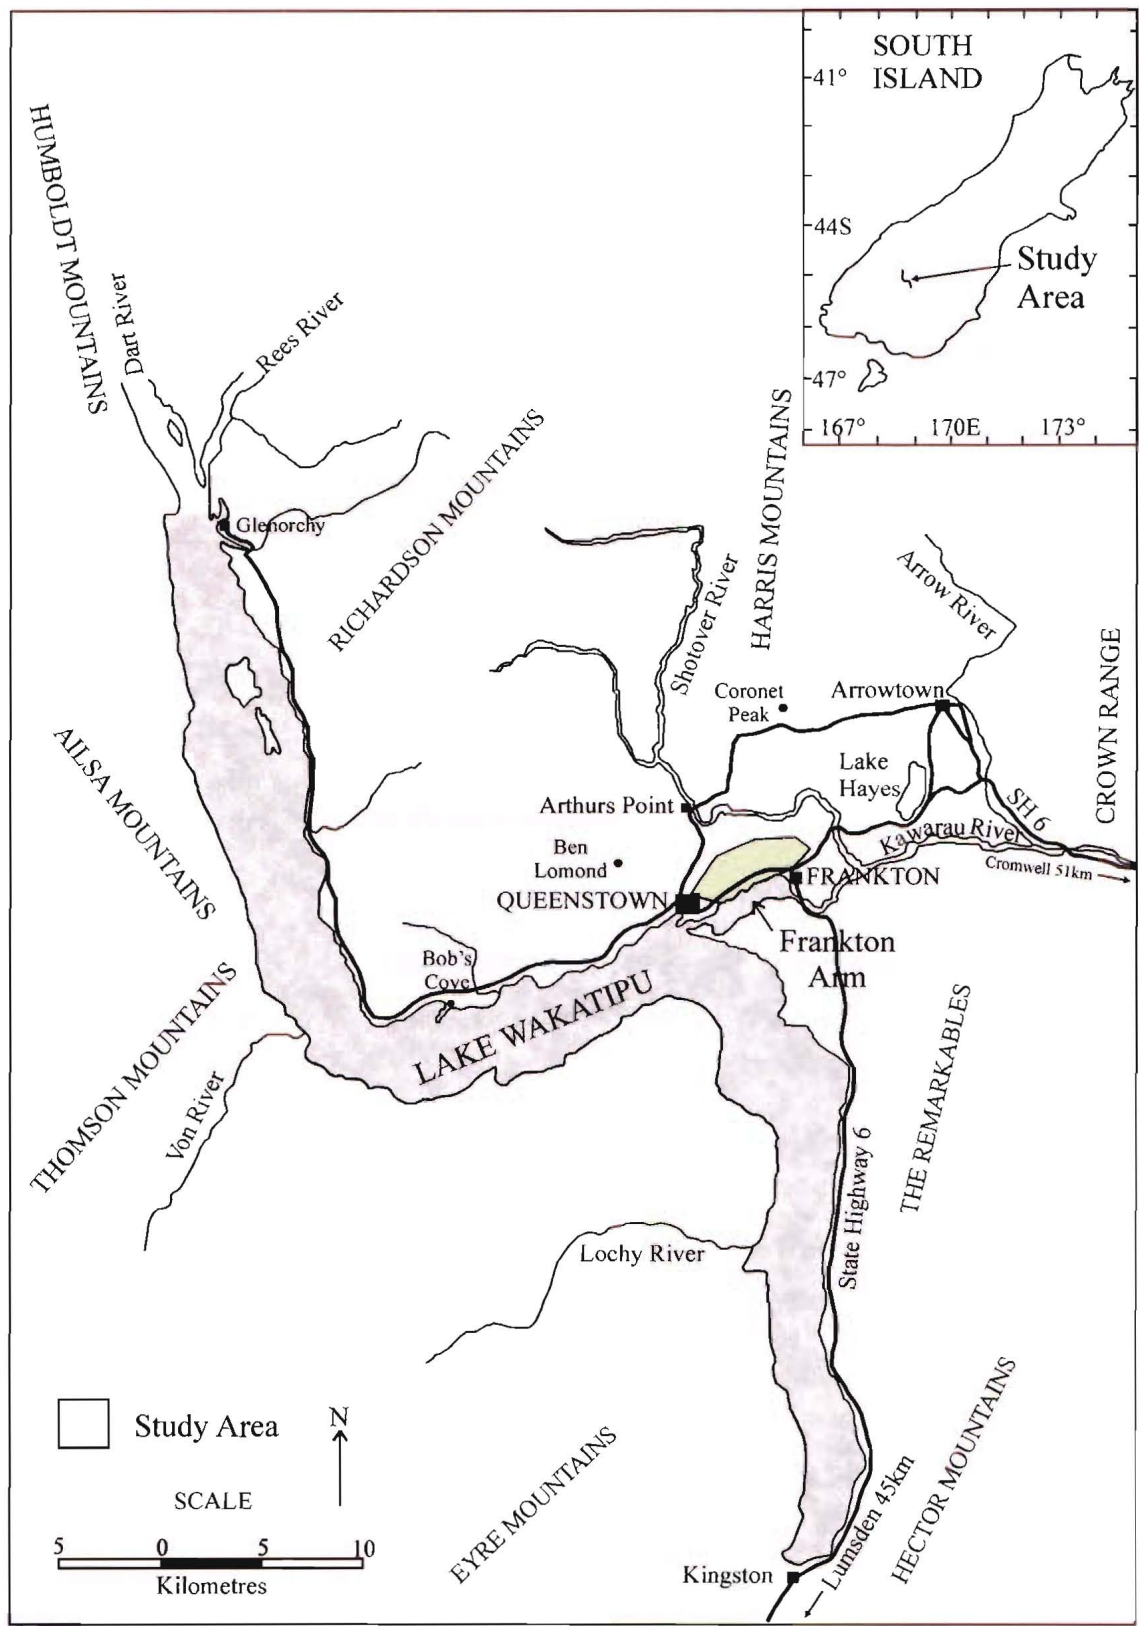 SOUTH
ISLAND
41°
44S
47°
167°
170E
173°
Study
Area
HUMBOLDT MOUNTAINS
Dart River
Rees River
Glenorchy
RICHARDSON MOUNTAINS
HARRIS MOUNTAINS
Shotover River
Arrow River
CROWN RANGE
Coronet
Peak
Arrowtown
Lake
Hayes
SH 6
AILSA MOUNTAINS
Arthurs Point
Kawarau River
Ben
Lomond
Cromwell 51km
QUEENSTOWN
FRANKTON
Frankton
Arm
Bob's
Cove
LAKE WAKATIPU
THOMSON MOUNTAINS
Von River
THE REMARKABLES
State Highway 6
Lochy River
Study Area
N
SCALE
5 0 5 10
Kilometres
EYRE MOUNTAINS
HECTOR MOUNTAINS
Lumsden 45km
Kingston